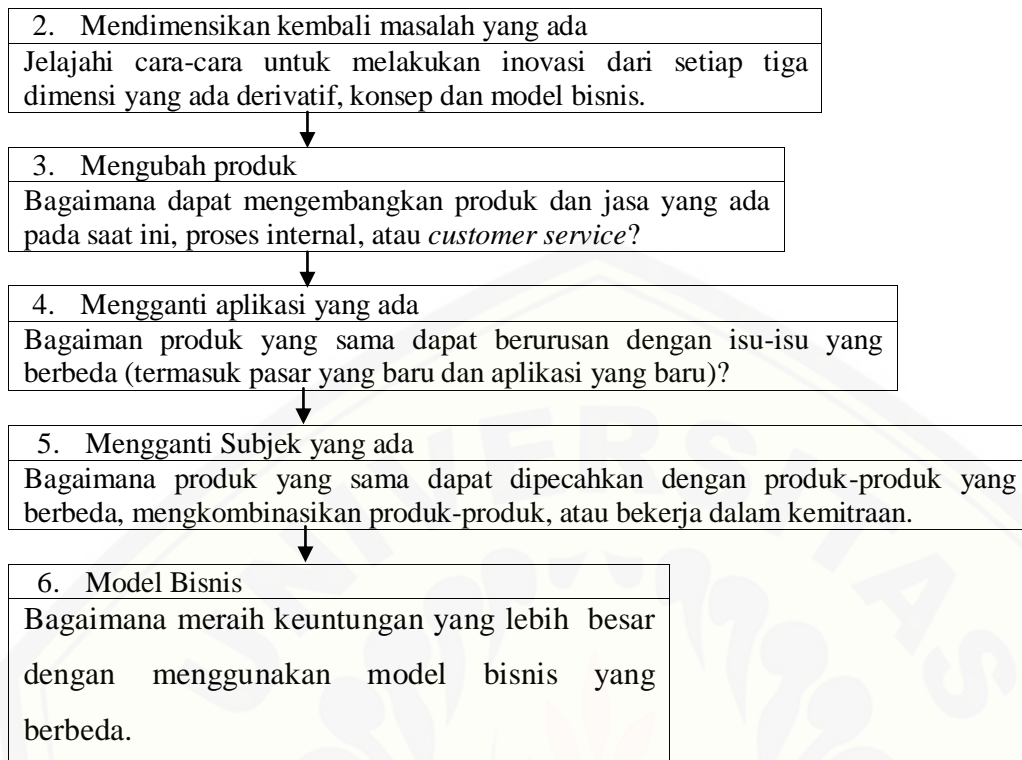 2. Mendimensikan kembali masalah yang ada
Jelajahi cara-cara untuk melakukan inovasi dari setiap tiga
dimensi yang ada derivatif, konsep dan model bisnis.
3. Mengubah produk
Bagaimana dapat mengembangkan produk dan jasa yang ada
pada saat ini, proses internal, atau customer service?
4. Mengganti aplikasi yang ada
Bagaiman produk yang sama dapat berurusan dengan isu-isu yang
berbeda (termasuk pasar yang baru dan aplikasi yang baru)?
5. Mengganti Subjek yang ada
Bagaimana produk yang sama dapat dipecahkan dengan produk-produk yang
berbeda, mengkombinasikan produk-produk, atau bekerja dalam kemitraan.
6. Model Bisnis
Bagaimana meraih keuntungan yang lebih besar
dengan menggunakan model bisnis yang
berbeda.
UNIVERSITAS